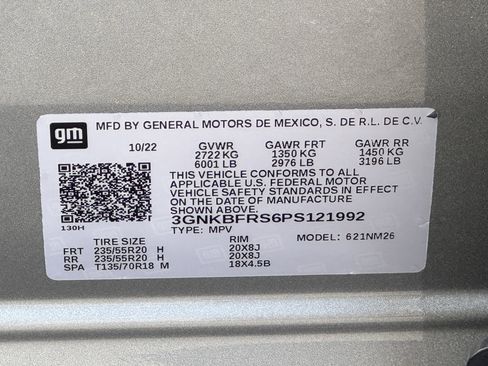 gm
MFD BY GENERAL MOTORS DE MEXICO, S. DE R.L. DE C.V.
10/22 GVWR GAWR FRT GAWR RR
2722 KG 1350 KG 1450 KG
6001 LB 2976 LB 3196 LB
THIS VEHICLE CONFORMS TO ALL
APPLICABLE U.S. FEDERAL MOTOR
VEHICLE SAFETY STANDARDS IN EFFECT
ON THE DATE OF MANUFACTURE
SHOWN ABOVE.
3GNKBFRS6PS121992
130H TYPE: MPV MODEL: 621NM26
TIRE SIZE RIM
FRT 235/55R20 H 20X8J
RR 235/55R20 H 20X8J
SPA T135/70R18 M 18X4.5B